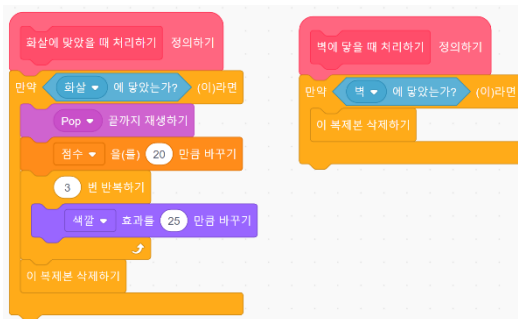 화살에 맞았을 때 처리하기 정의하기
만약 화살 에 닿았는가? (이)라면
Pop 끝까지 재생하기
점수 을(를) 20 만큼 바꾸기
3 번 반복하기
색깔 효과를 25 만큼 바꾸기
이 복제본 삭제하기
벽에 닿을 때 처리하기 정의하기
만약 벽 에 닿았는가? (이)라면
이 복제본 삭제하기